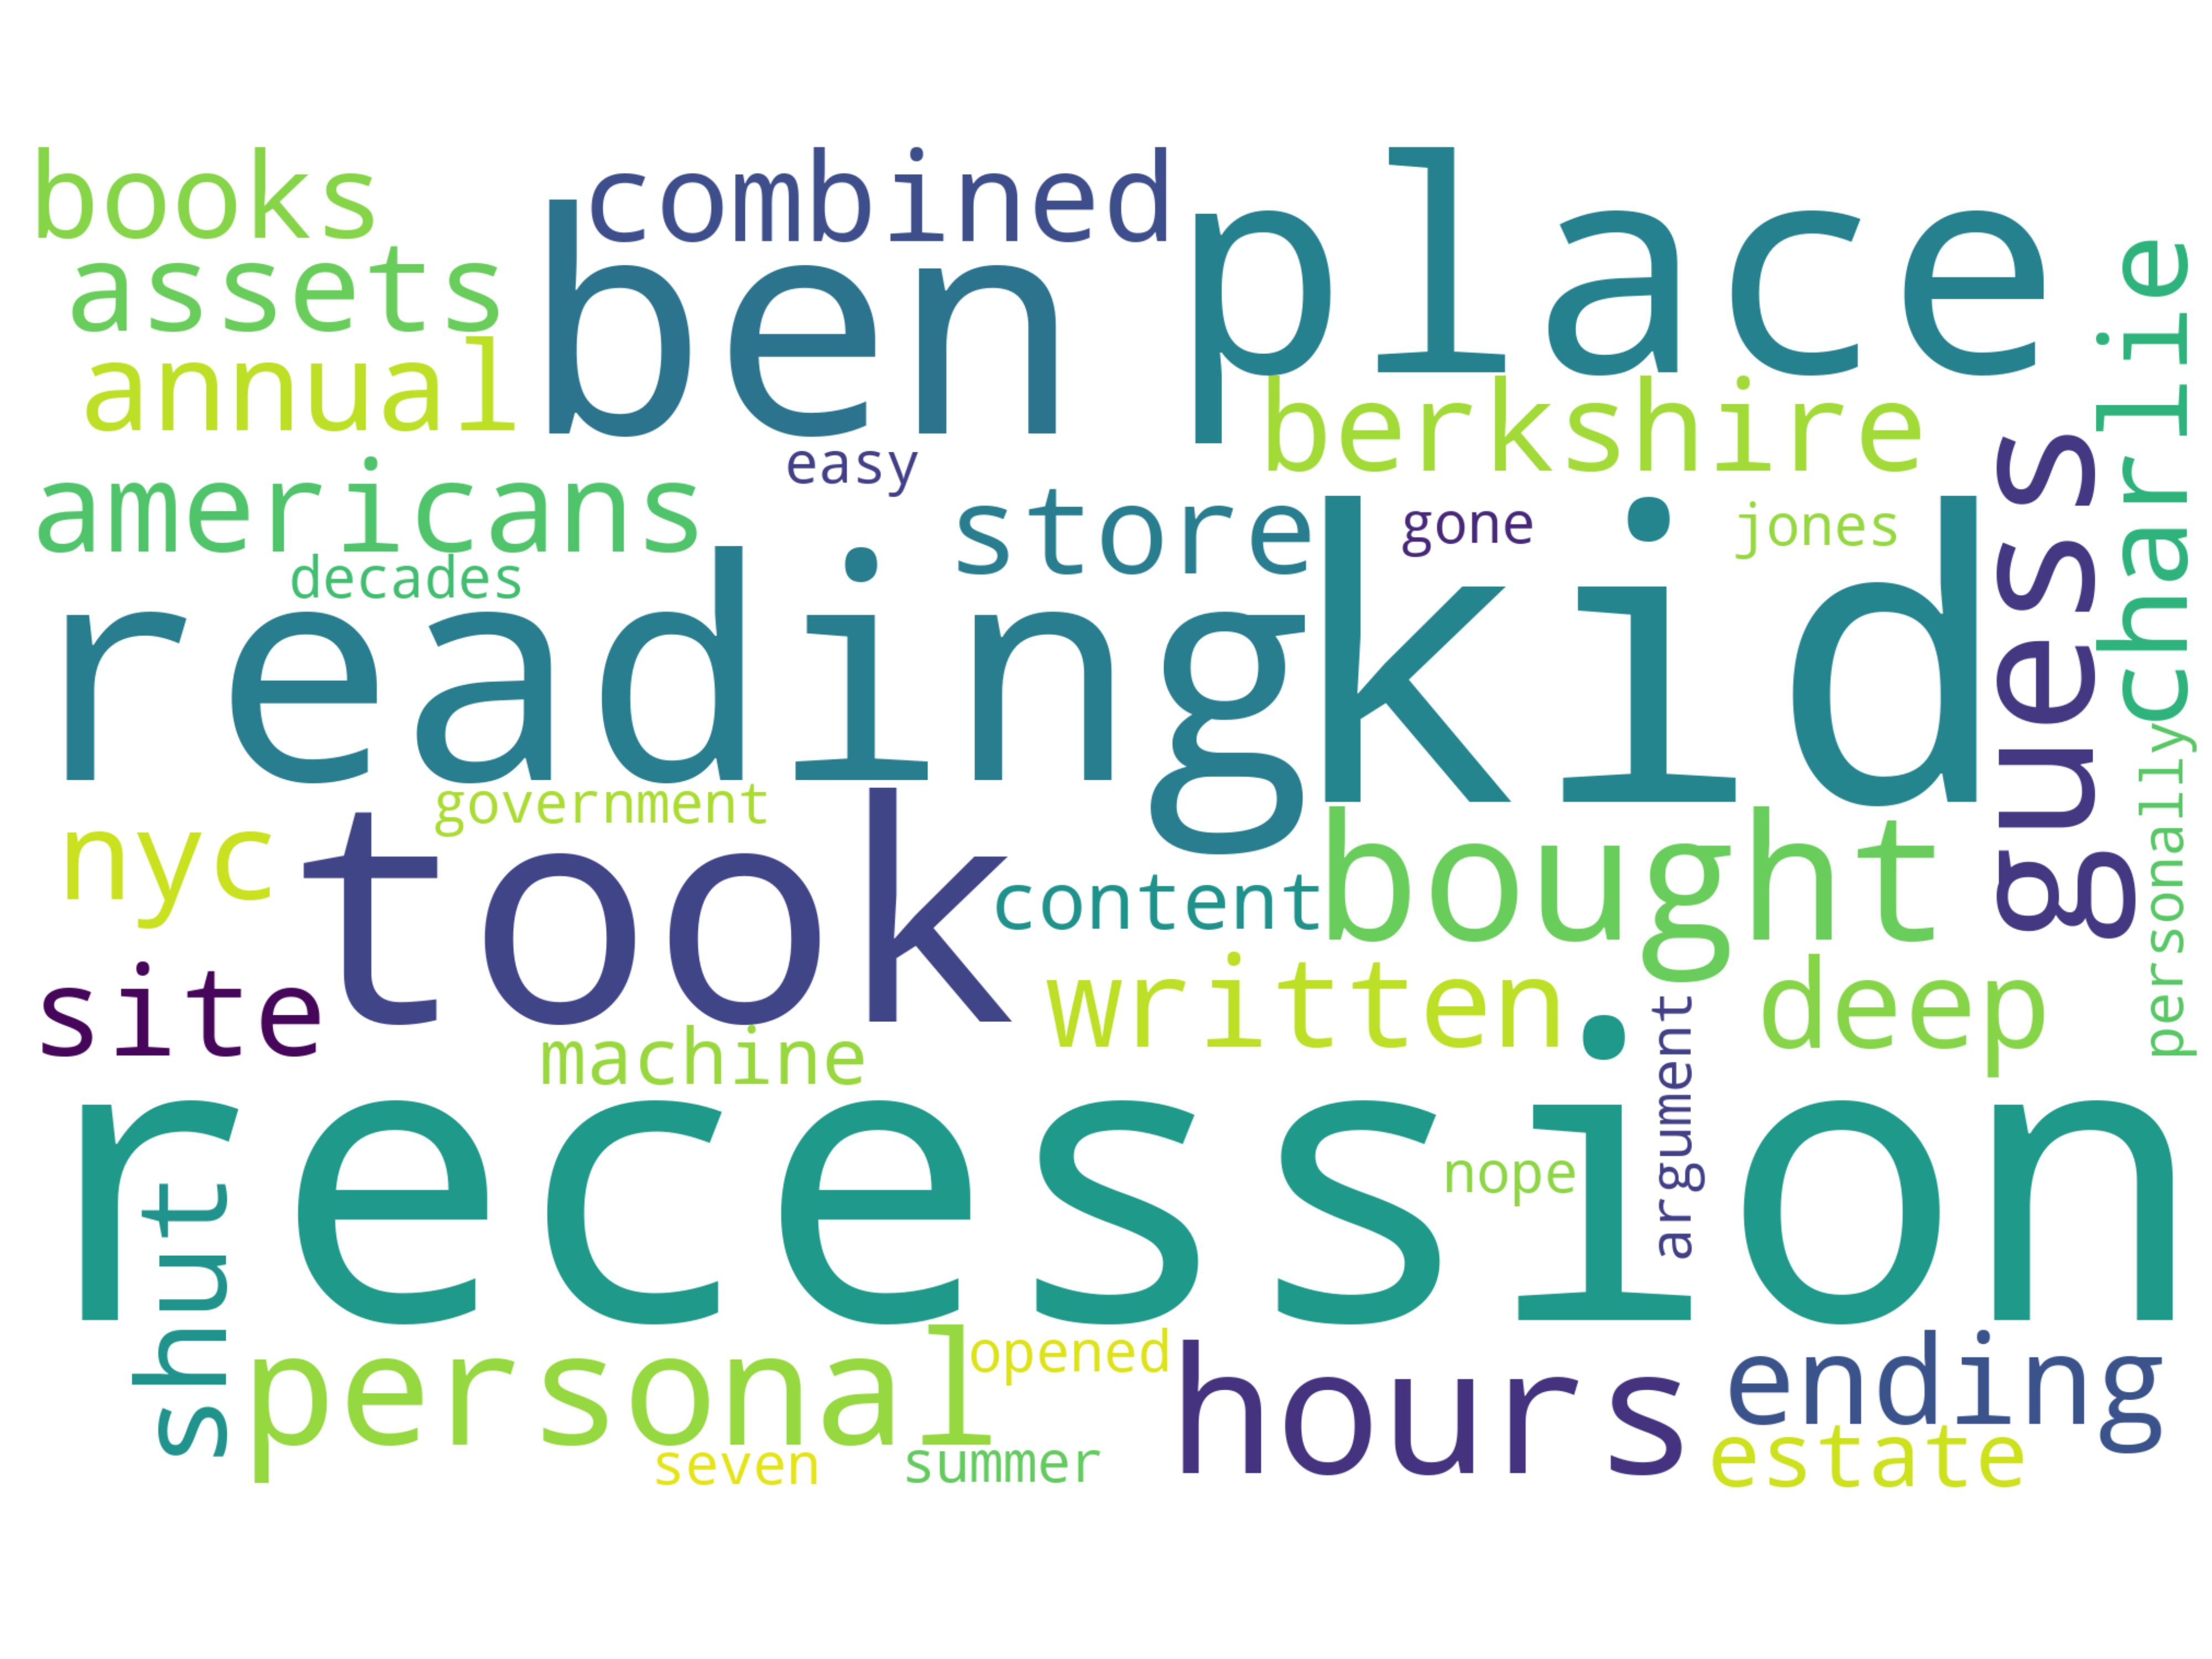 books
combined
place
ben
assets
charlie
annual
berkshire
easy
guess
americans
store
gone
jones
kid
decades
reading
personally
government
took
bought
nyc
content
written
deep
site
machine
argument
recession
nope
shut
personal
opened
hours
ending
seven
summer
estate